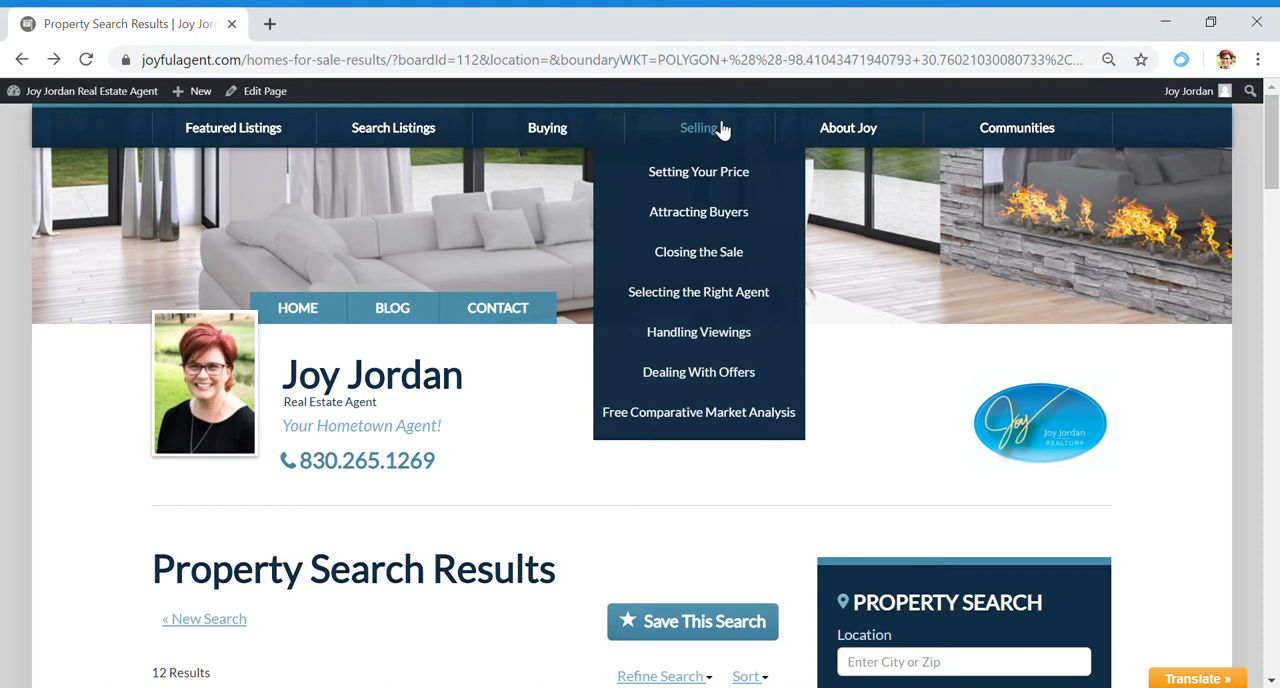 Property Search Results | Joy Jor
joyfulagent.com/homes-for-sale-results/?boardId=112&location=&boundaryWKT=POLYGON+%28%28-98.41043471940793+30.76021030080733%2C...
Joy Jordan Real Estate Agent
New
Edit Page
Joy Jordan
Featured Listings
Search Listings
Buying
Selling
About Joy
Communities
Setting Your Price
Attracting Buyers
Closing the Sale
Selecting the Right Agent
Handling Viewings
Dealing With Offers
Free Comparative Market Analysis
HOME
BLOG
CONTACT
Joy Jordan
Real Estate Agent
Your Hometown Agent!
830.265.1269
Joy
Joy Jordan
REALTOR®
Property Search Results
« New Search
Save This Search
12 Results
Refine Search
Sort
PROPERTY SEARCH
Location
Enter City or Zip
Translate »